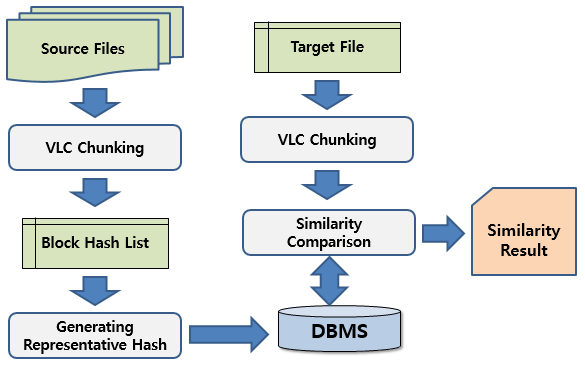 Source Files
VLC Chunking
Block Hash List
Generating
Representative Hash
Target File
VLC Chunking
Similarity
Comparison
DBMS
Similarity
Result